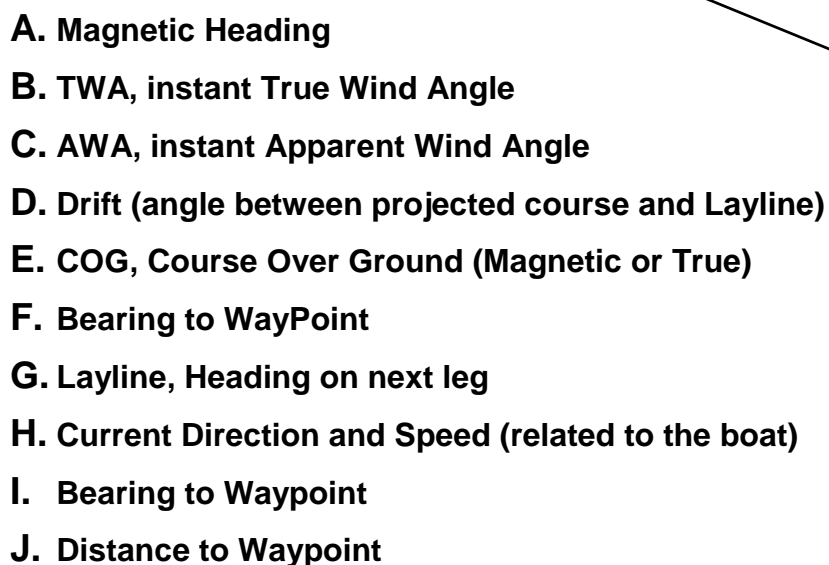 A. Magnetic Heading
B. TWA, instant True Wind Angle
C. AWA, instant Apparent Wind Angle
D. Drift (angle between projected course and Layline)
E. COG, Course Over Ground (Magnetic or True)
F. Bearing to WayPoint
G. Layline, Heading on next leg
H. Current Direction and Speed (related to the boat)
I. Bearing to Waypoint
J. Distance to Waypoint